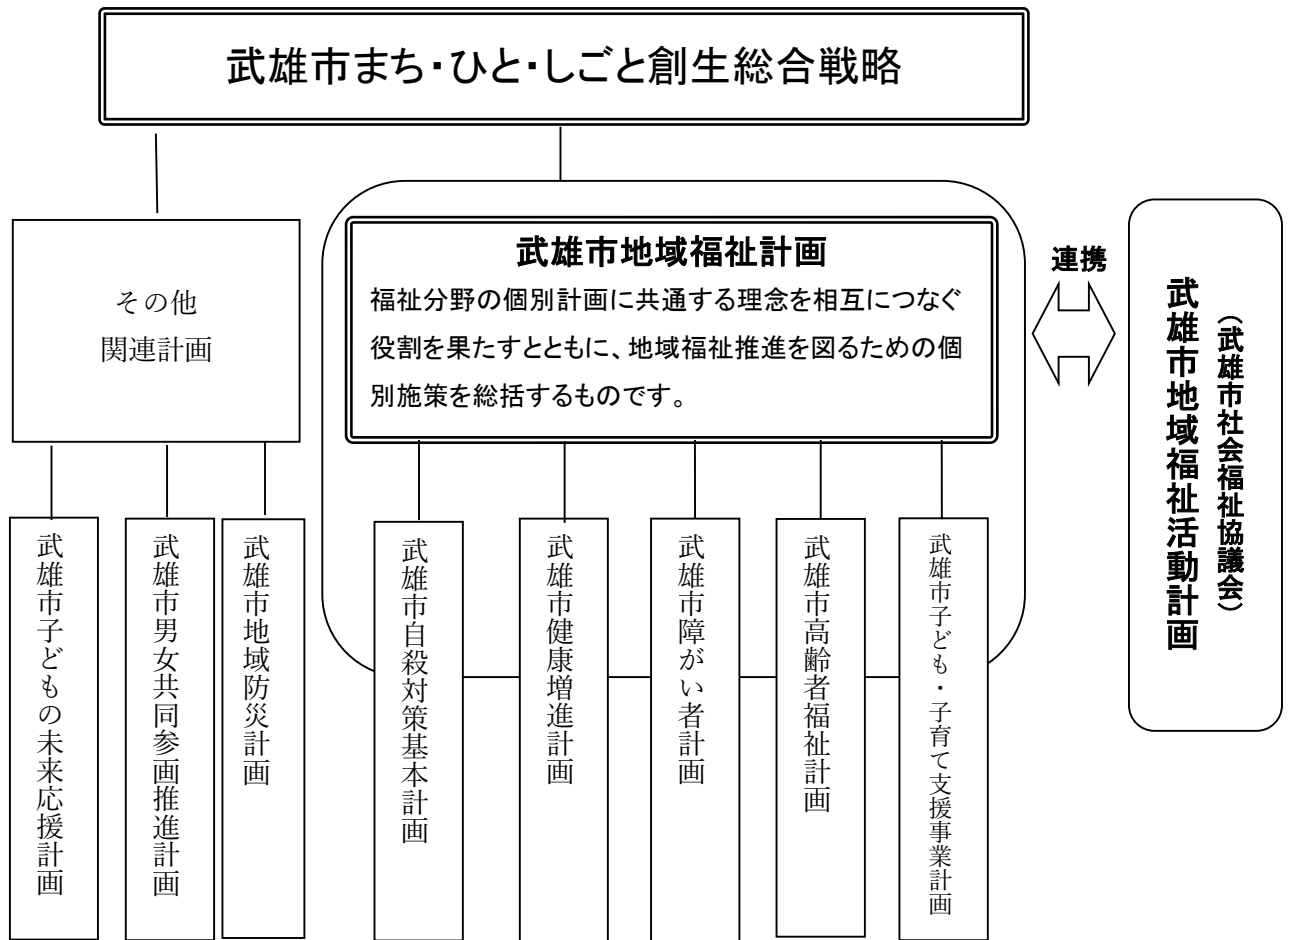 武雄市まち・ひと・しごと創生総合戦略
その他
関連計画
武雄市地域福祉計画
福祉分野の個別計画に共通する理念を相互につなぐ
役割を果たすとともに、地域福祉推進を図るための個
別施策を総括するものです。
連携
武雄市地域福祉活動計画
（武雄市社会福祉協議会）
武雄市子どもの未来応援計画
武雄市男女共同参画推進計画
武雄市地域防災計画
武雄市自殺対策基本計画
武雄市健康増進計画
武雄市障がい者計画
武雄市高齢者福祉計画
武雄市子ども・子育て支援事業計画